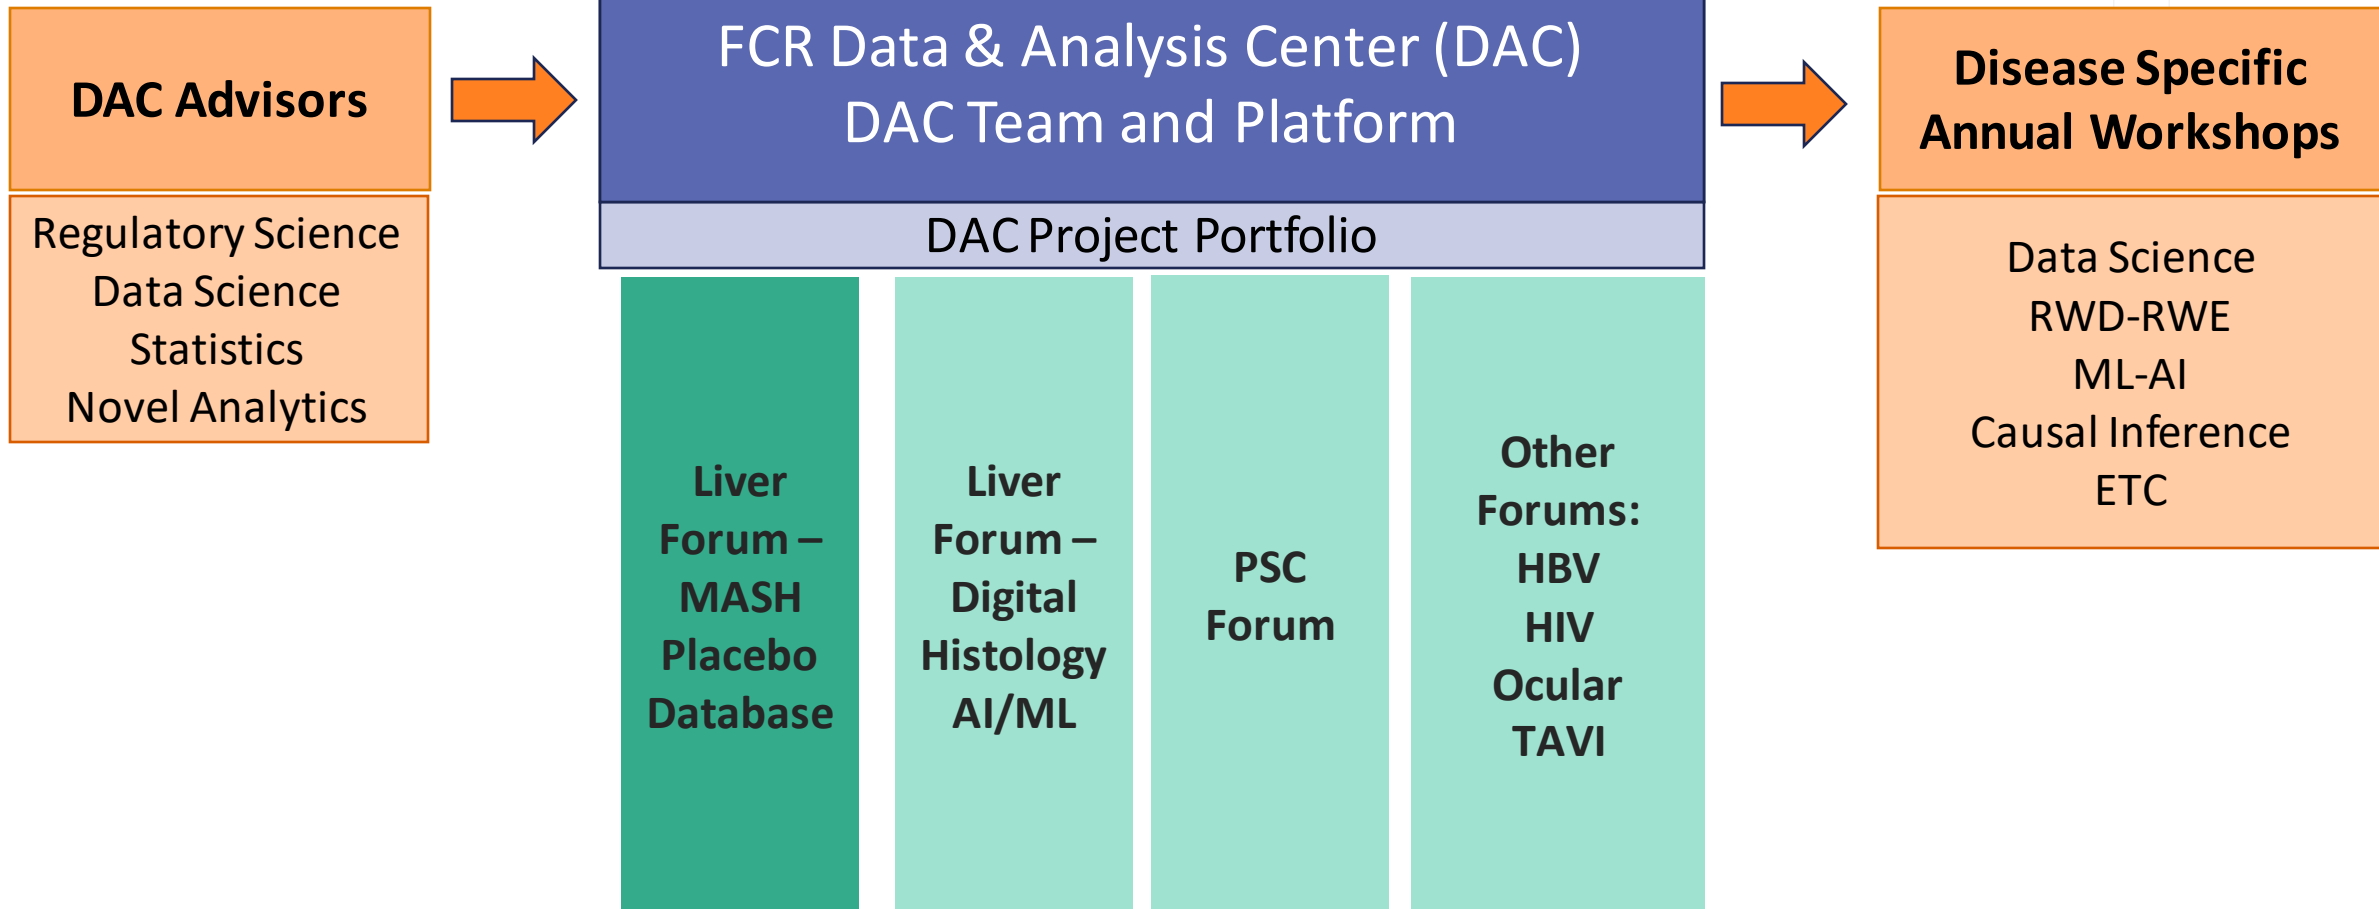 DAC Advisors
Regulatory Science
Data Science
Statistics
Novel Analytics
FCR Data & Analysis Center (DAC)
DAC Team and Platform
DAC Project Portfolio
Liver
Forum –
MASH
Placebo
Database
Liver
Forum –
Digital
Histology
AI/ML
PSC
Forum
Other
Forums:
HBV
HIV
Ocular
TAVI
Disease Specific
Annual Workshops
Data Science
RWD-RWE
ML-AI
Causal Inference
ETC